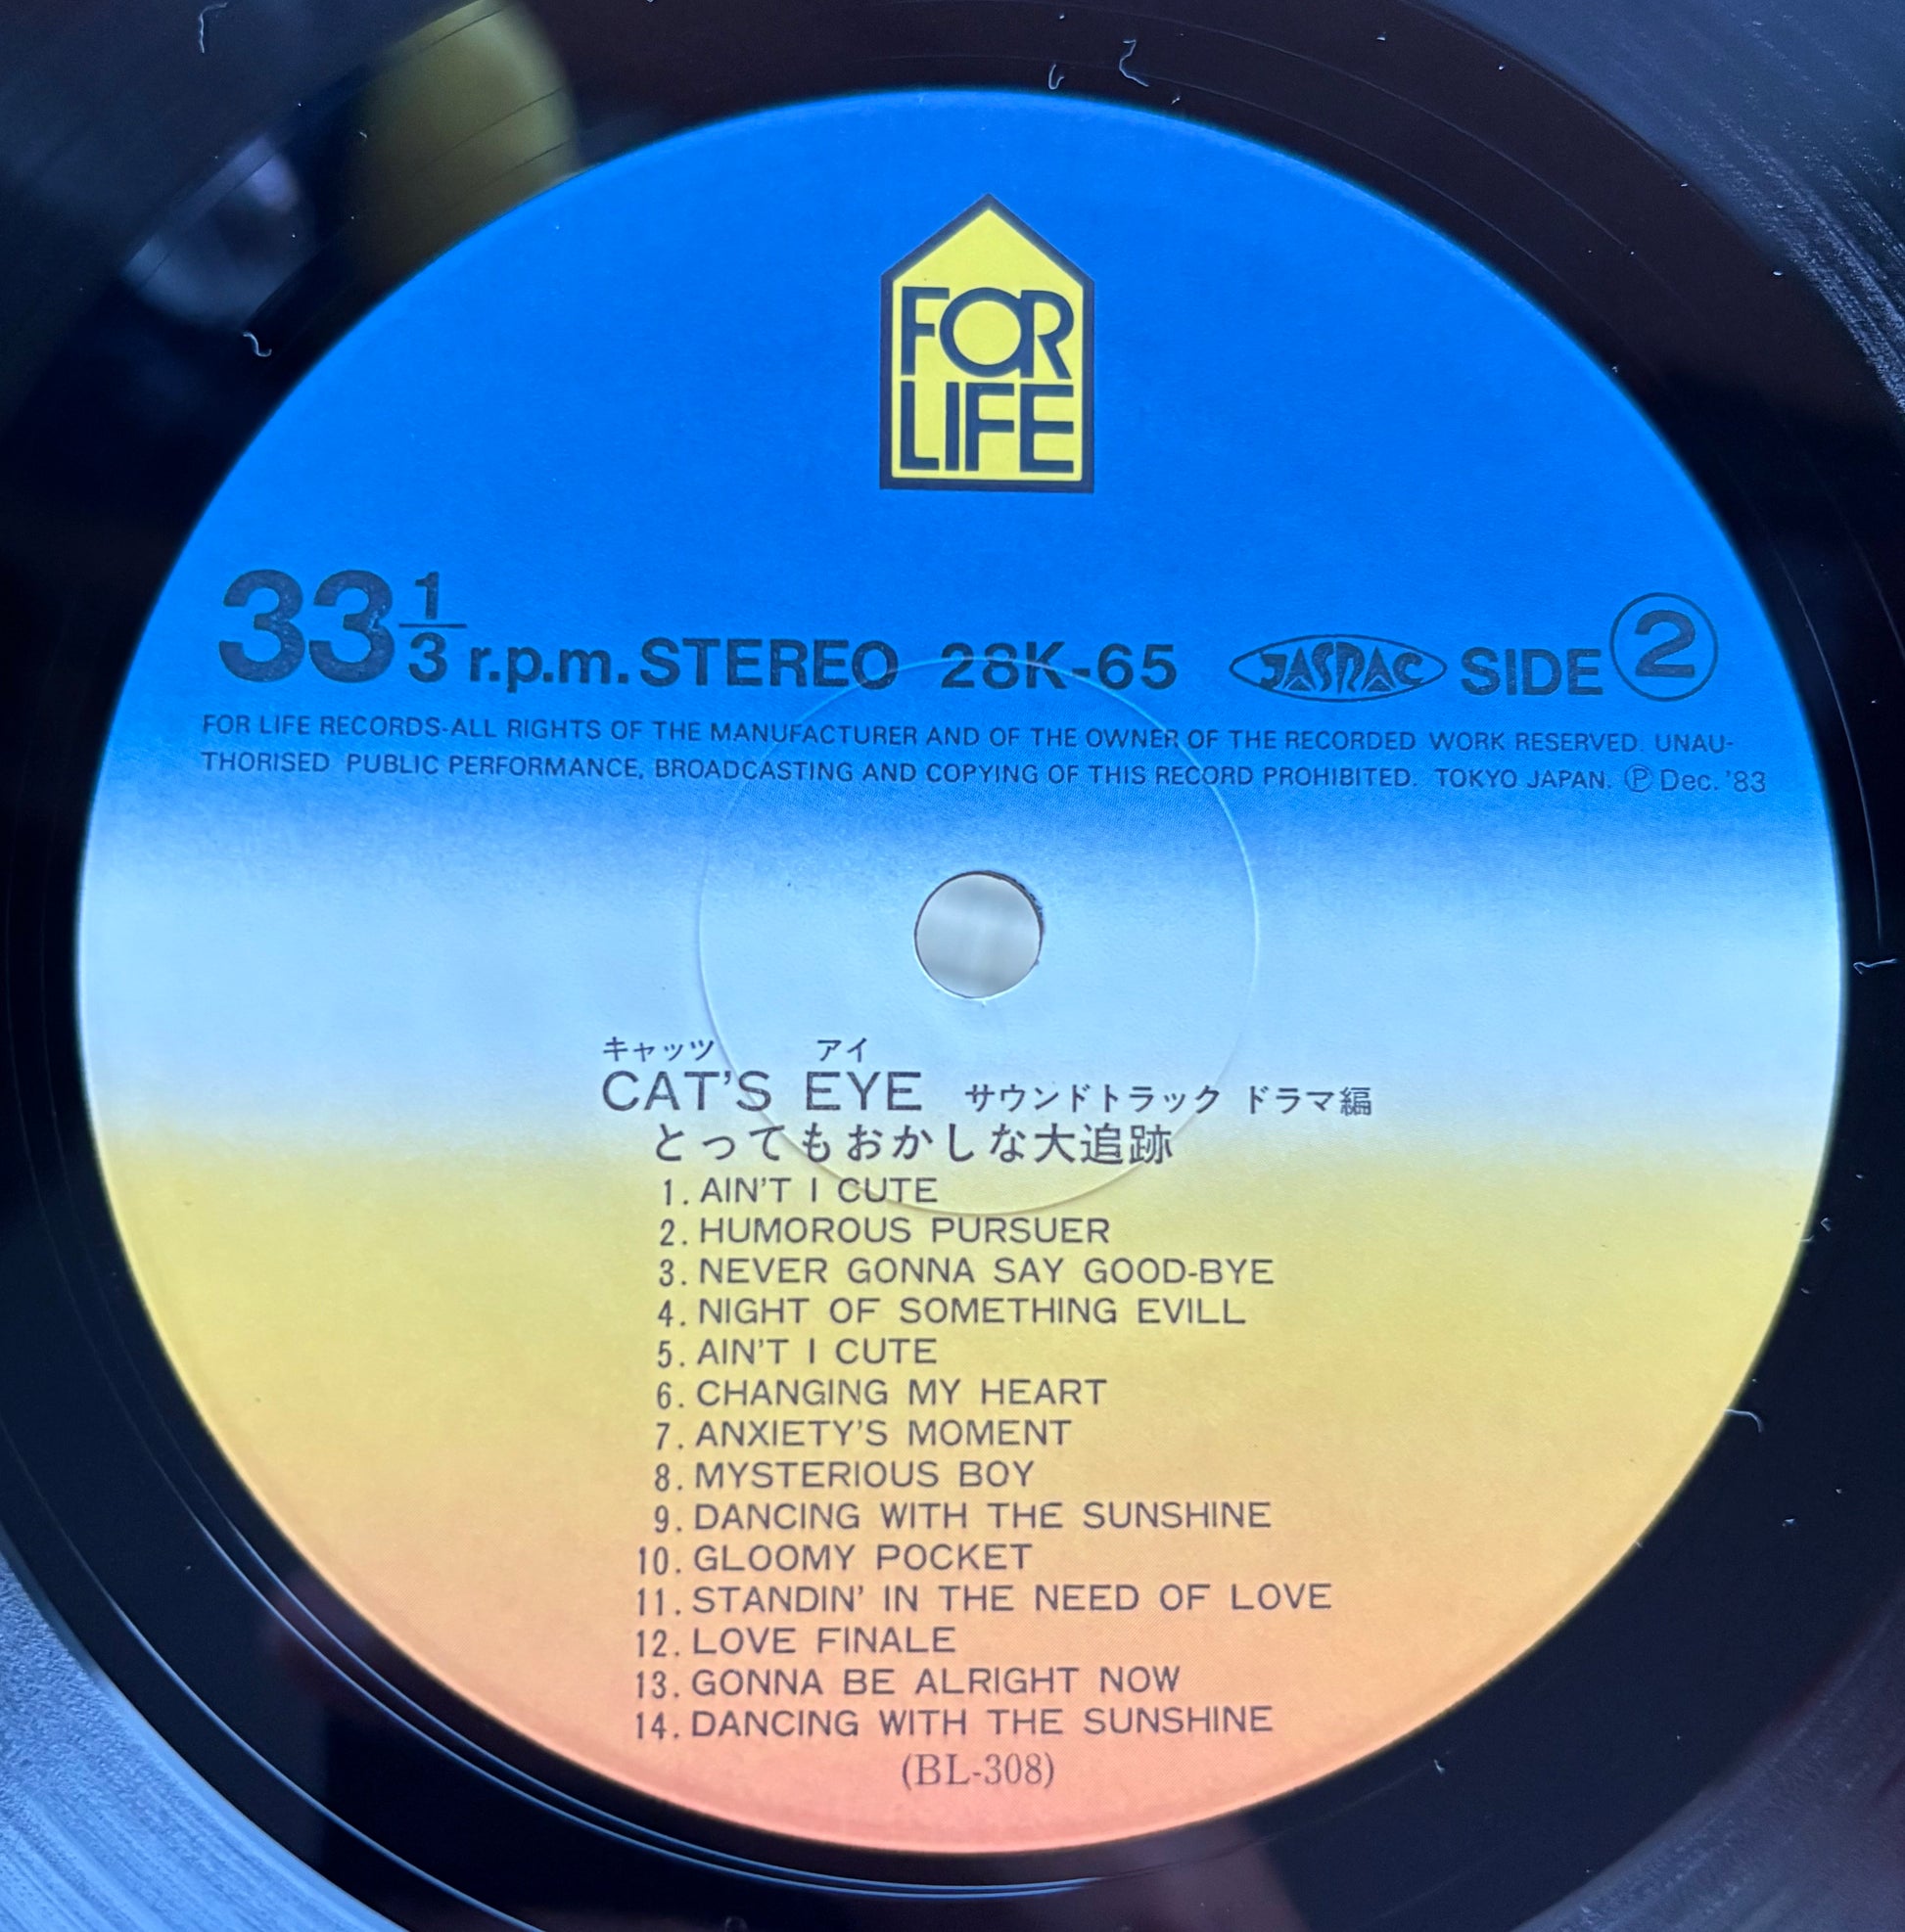 FOR
LIFE
33 1/3 r.p.m. STEREO 28K-65 JASRAC SIDE ②
FOR LIFE RECORDS-ALL RIGHTS OF THE MANUFACTURER AND OF THE OWNER OF THE RECORDED WORK RESERVED. UNAU-
THORISED PUBLIC PERFORMANCE, BROADCASTING AND COPYING OF THIS RECORD PROHIBITED. TOKYO JAPAN. Ⓟ Dec. '83
キャッツ アイ
CAT'S EYE サウンドトラック ドラマ編
とってもおかしな大追跡
1. AIN'T I CUTE
2. HUMOROUS PURSUER
3. NEVER GONNA SAY GOOD-BYE
4. NIGHT OF SOMETHING EVILL
5. AIN'T I CUTE
6. CHANGING MY HEART
7. ANXIETY'S MOMENT
8. MYSTERIOUS BOY
9. DANCING WITH THE SUNSHINE
10. GLOOMY POCKET
11. STANDIN' IN THE NEED OF LOVE
12. LOVE FINALE
13. GONNA BE ALRIGHT NOW
14. DANCING WITH THE SUNSHINE
(BL-308)